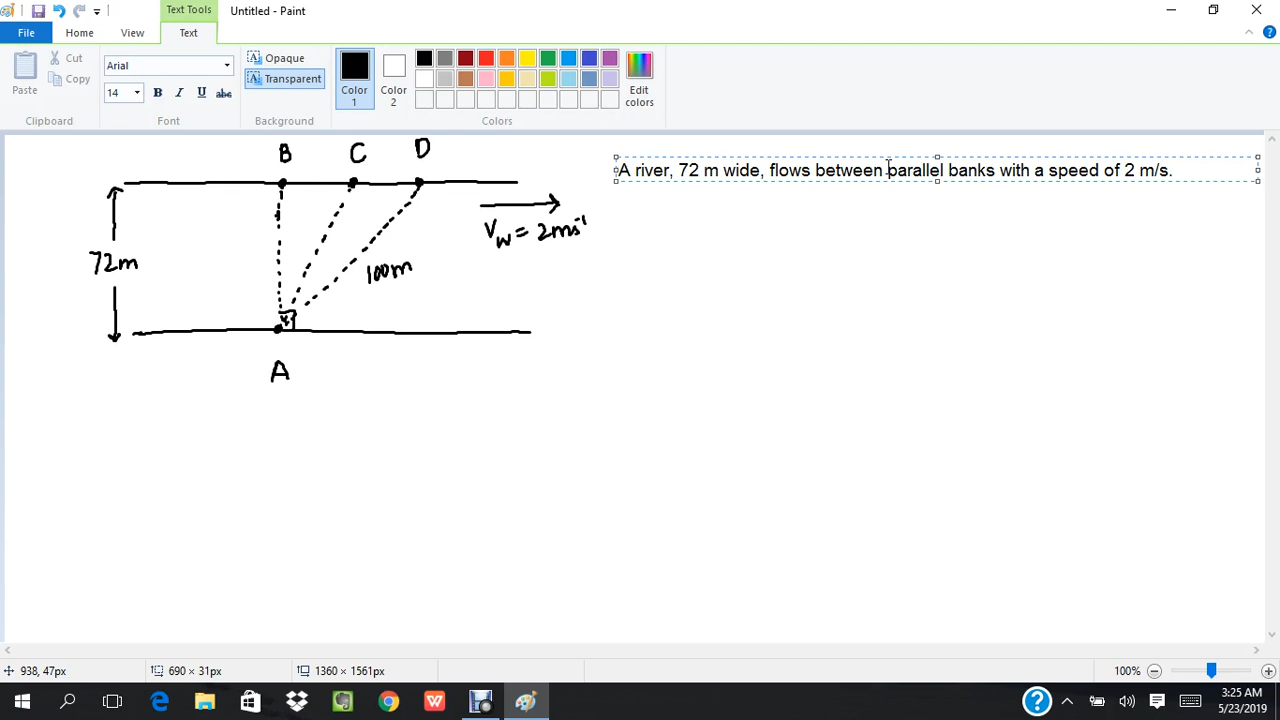 Text Tools
Untitled - Paint
File
Home
View
Text
Paste
Cut
Copy
Clipboard
Arial
14
B I U abc
Font
A Opaque
A Transparent
Background
Color 1
Color 2
Edit colors
Colors
B C D
A river, 72 m wide, flows between parallel banks with a speed of 2 m/s.
Vw = 2ms⁻¹
72m
100m
A
938, 47px
690 × 31px
1360 × 1561px
100%
3:25 AM
5/23/2019